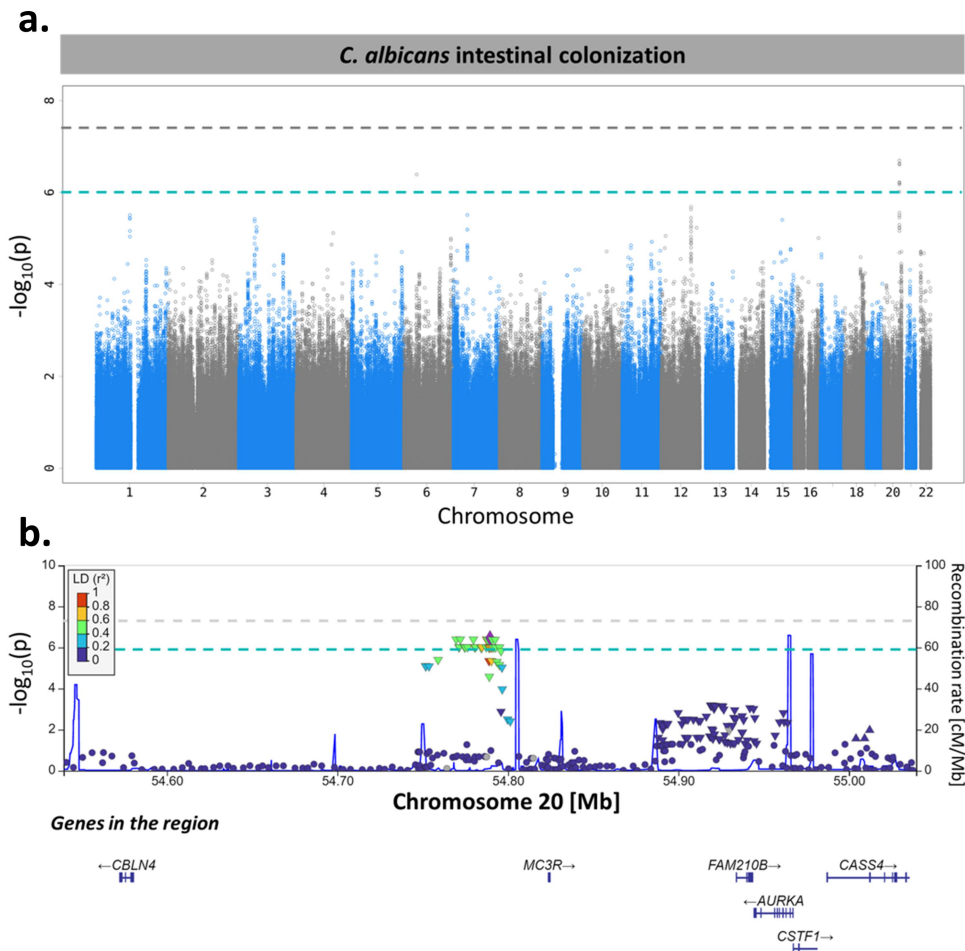 a.
C. albicans intestinal colonization
8
6
4
2
0
-log10(p)
1 2 3 4 5 6 7 8 9 10 11 12 13 14 15 16 18 20 22
Chromosome
b.
10
8
6
4
2
0
-log10(p)
LD (r²)
1
0.8
0.6
0.4
0.2
0
100
80
60
40
20
0
Recombination rate [cM/Mb]
54.60 54.70 54.80 54.90 55.00
Chromosome 20 [Mb]
Genes in the region
←CBLN4 MC3R→ FAM210B→ CASS4→
←AURKA
CSTF1→